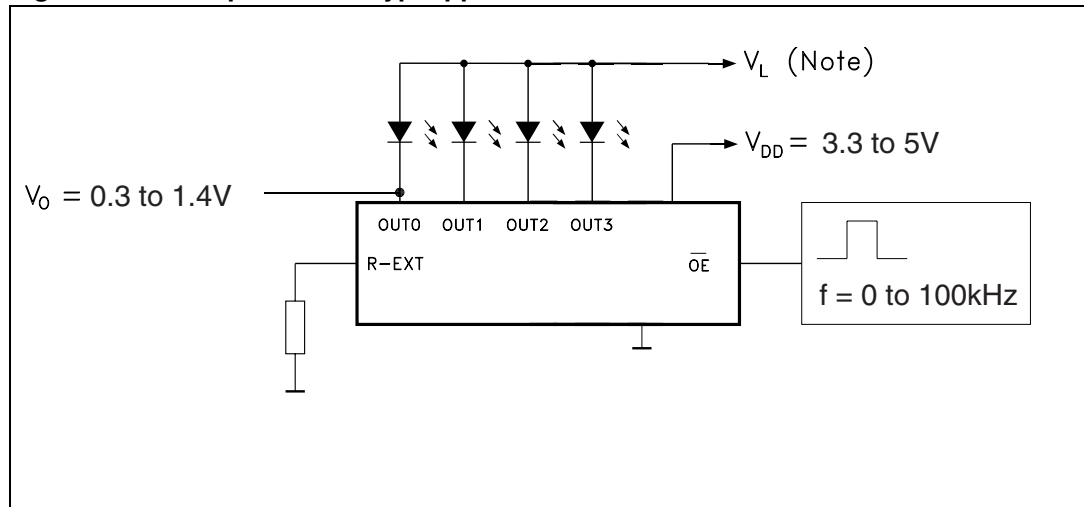 V_L (Note)
V_DD = 3.3 to 5V
V_O = 0.3 to 1.4V
OUT0 OUT1 OUT2 OUT3
R-EXT
O̅E̅
f = 0 to 100kHz